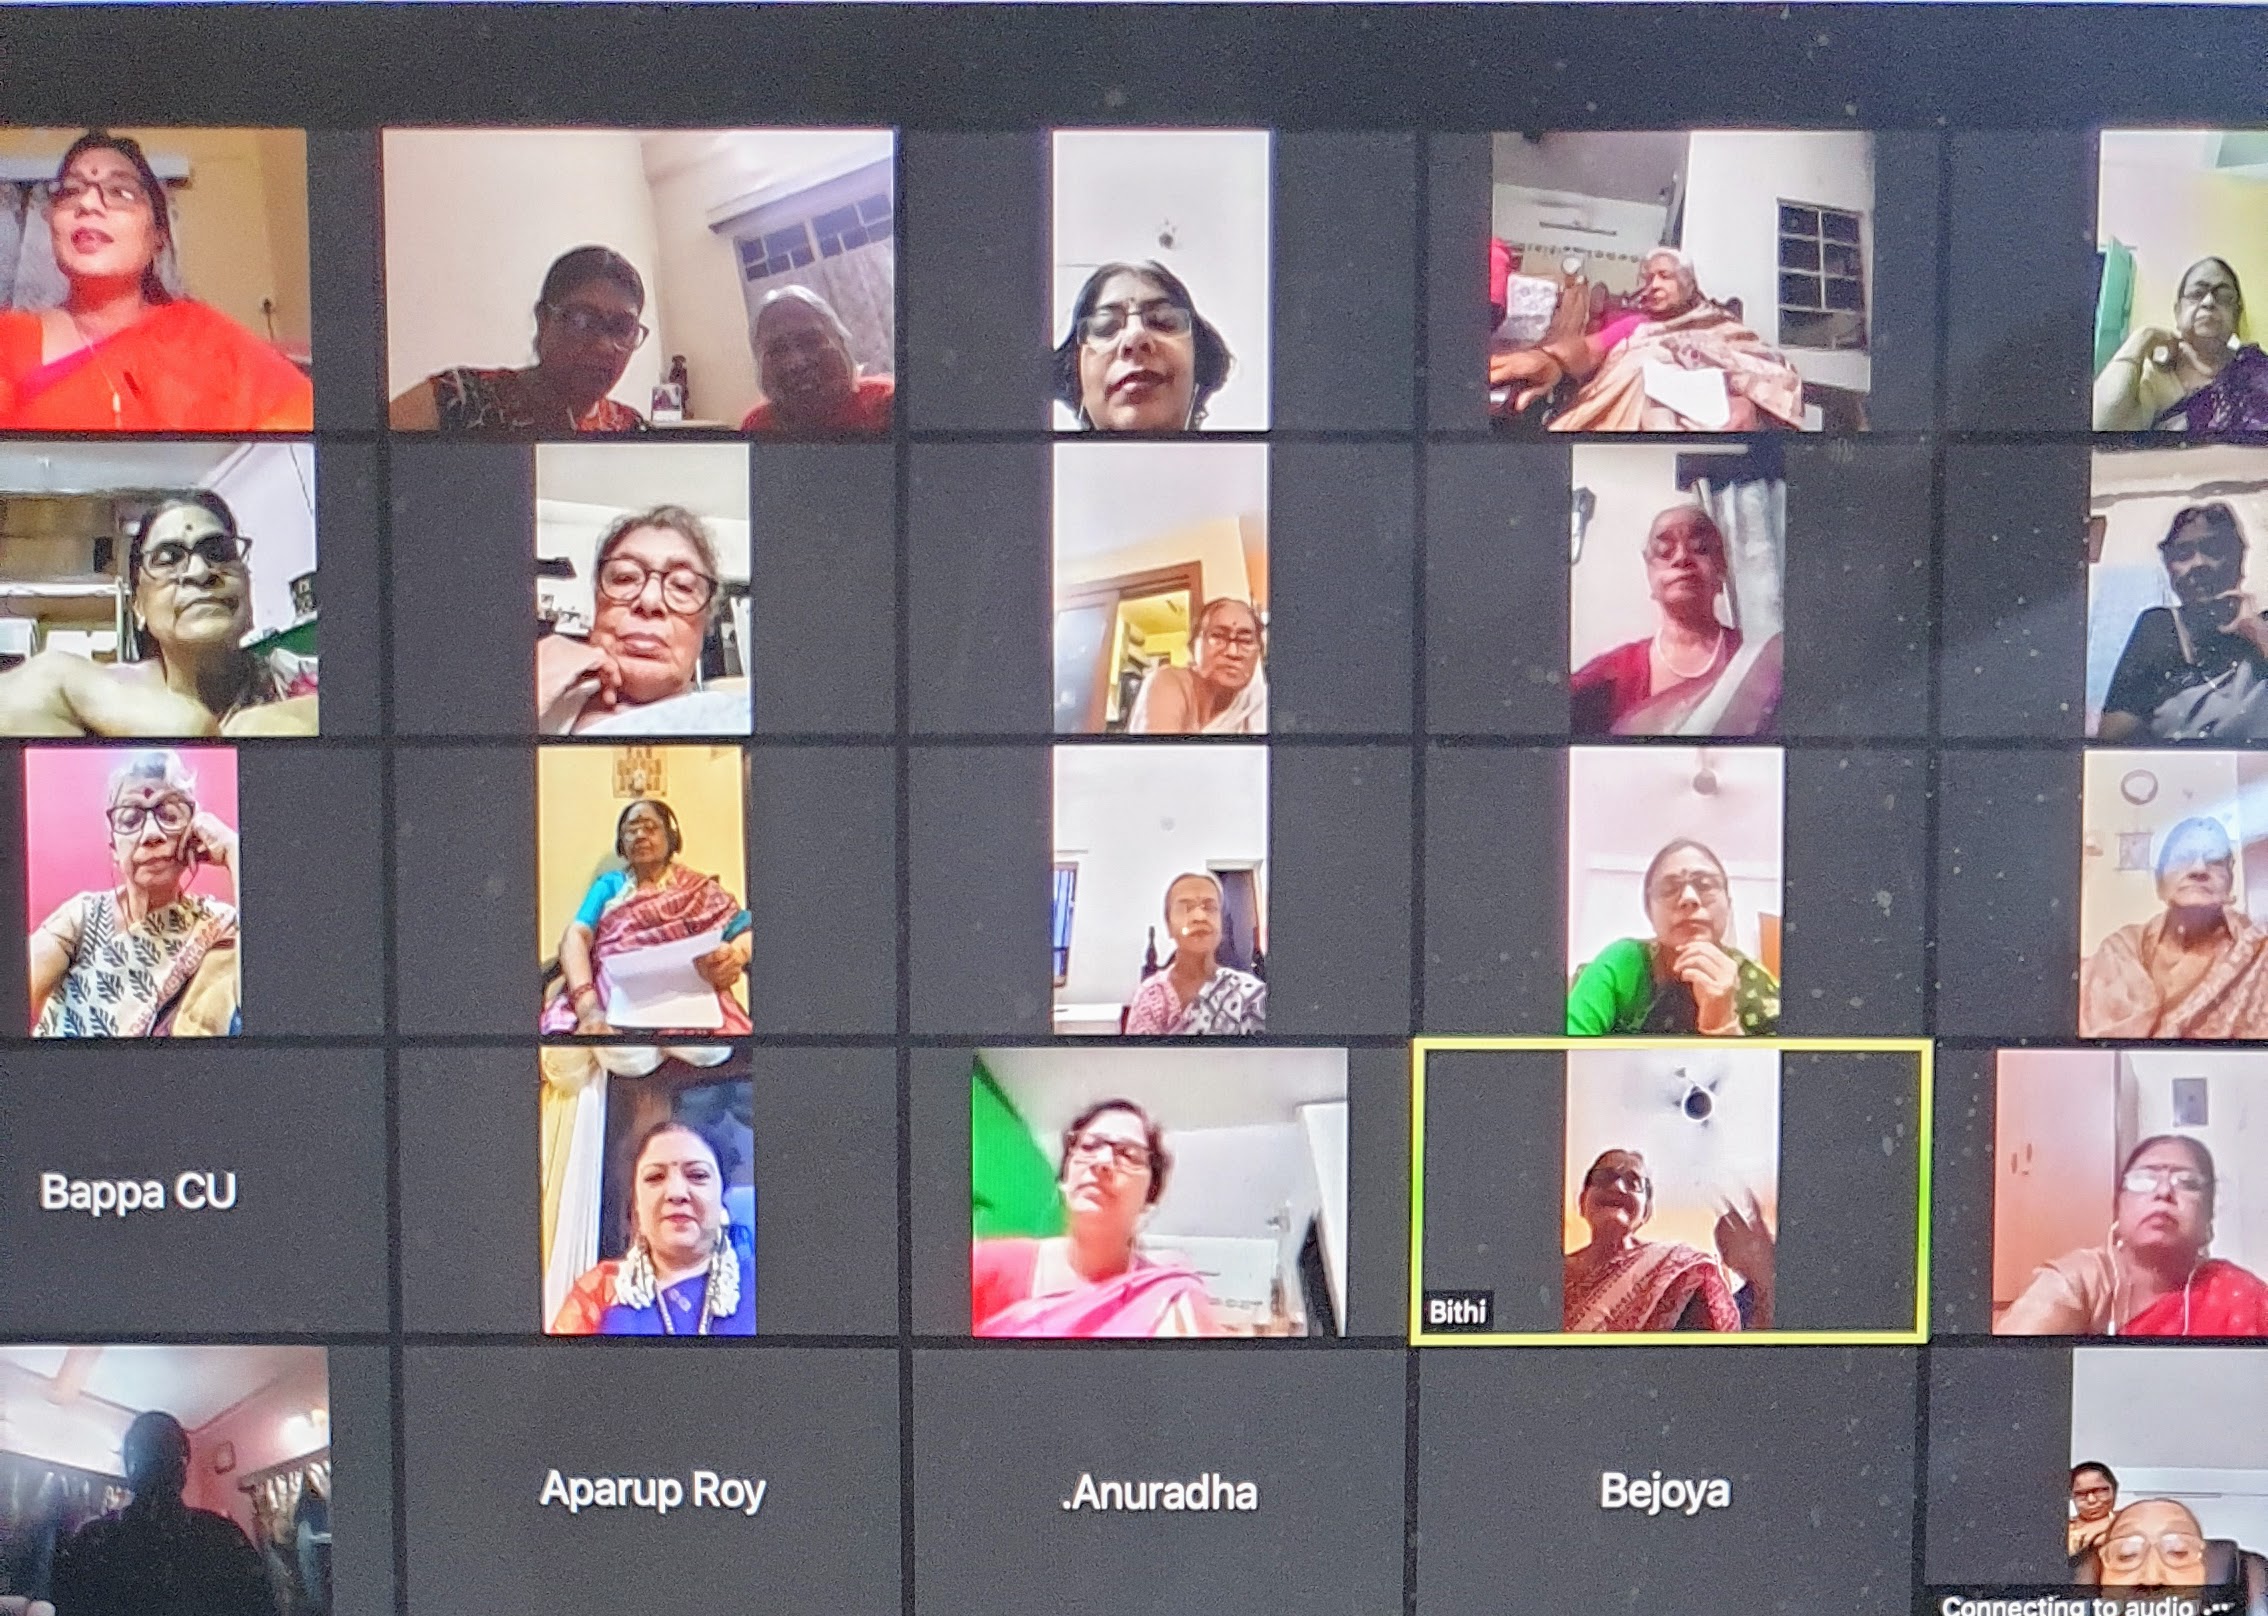 Bappa CU
Bithi
Aparup Roy
.Anuradha
Bejoya
Connecting to audio ...